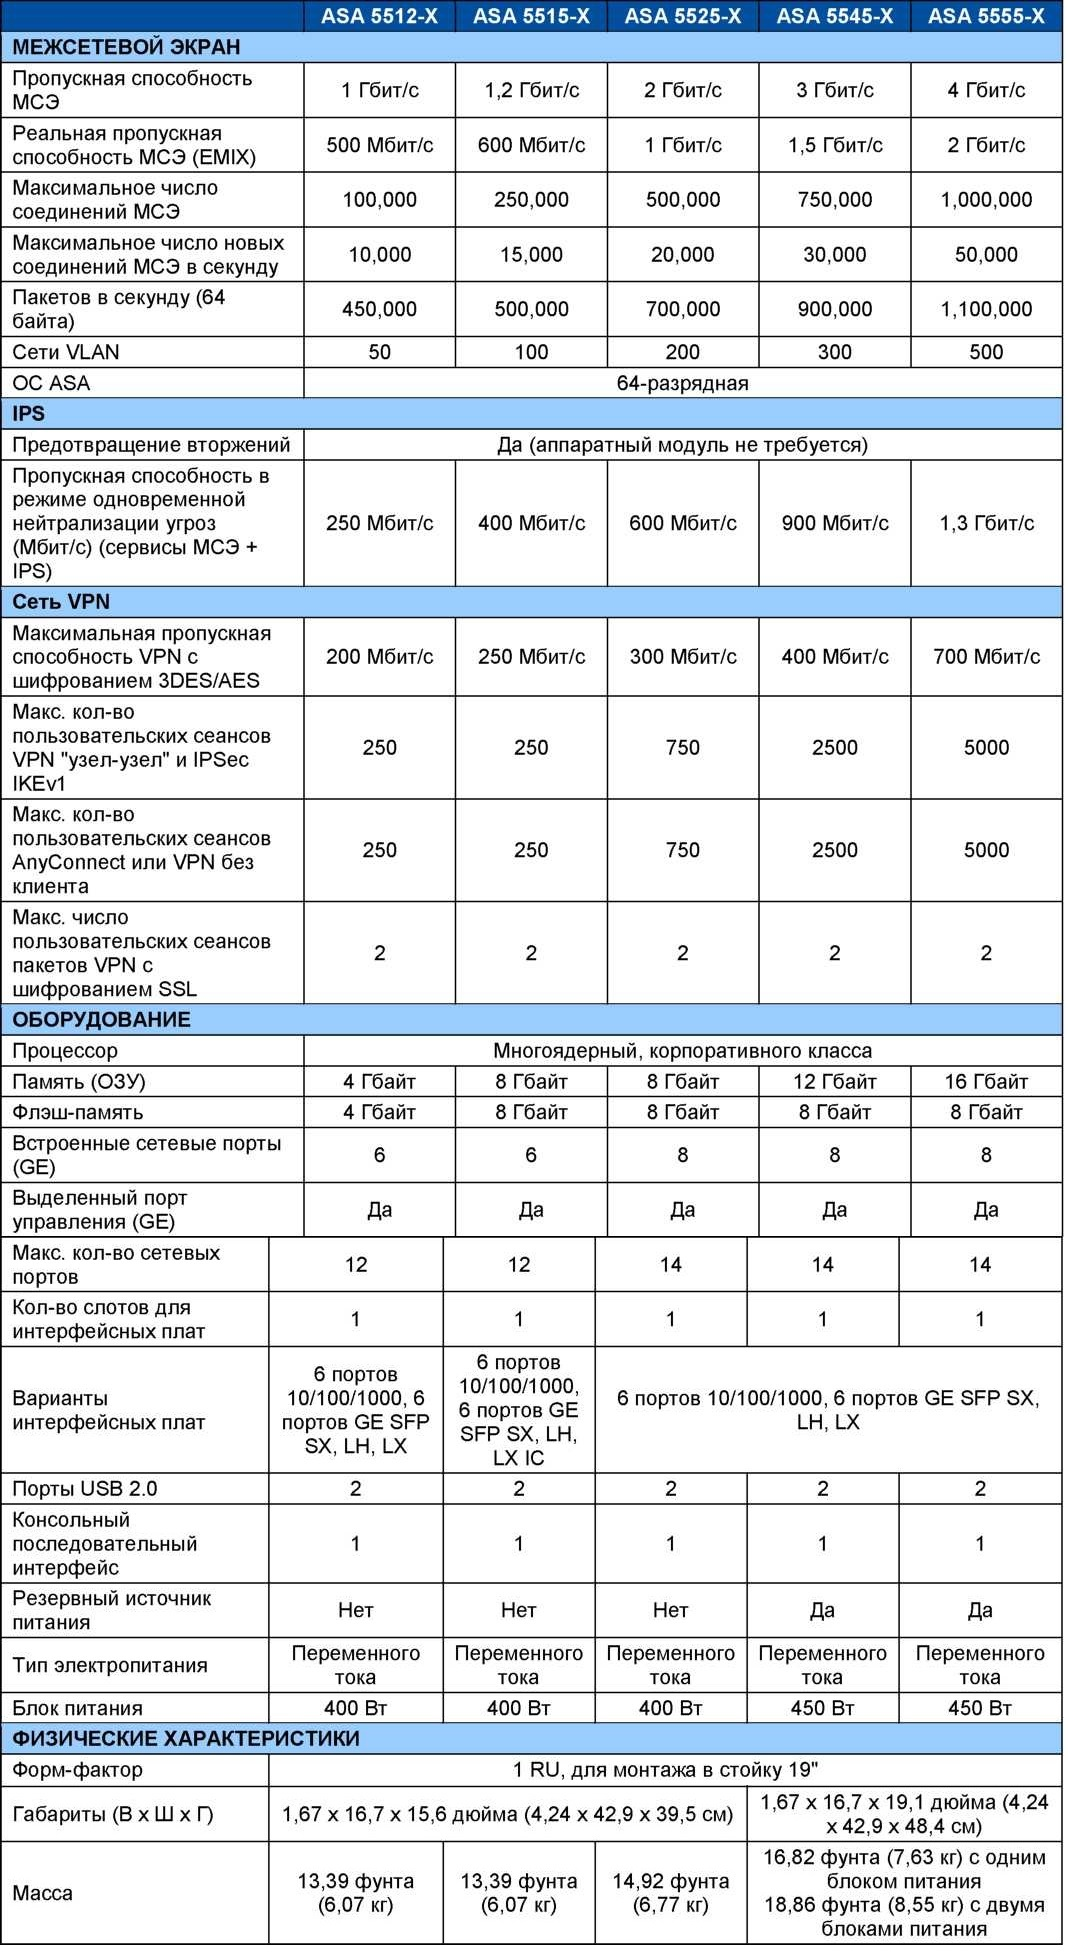 ASA 5512-X ASA 5515-X ASA 5525-X ASA 5545-X ASA 5555-X
МЕЖСЕТЕВОЙ ЭКРАН
Пропускная способность
МСЭ
1 Гбит/с 1,2 Гбит/с 2 Гбит/с 3 Гбит/с 4 Гбит/с
Реальная пропускная
способность МСЭ (EMIX)
500 Мбит/с 600 Мбит/с 1 Гбит/с 1,5 Гбит/с 2 Гбит/с
Максимальное число
соединений МСЭ
100,000 250,000 500,000 750,000 1,000,000
Максимальное число новых
соединений МСЭ в секунду
10,000 15,000 20,000 30,000 50,000
Пакетов в секунду (64
байта)
450,000 500,000 700,000 900,000 1,100,000
Сети VLAN 50 100 200 300 500
ОС ASA 64-разрядная
IPS
Предотвращение вторжений Да (аппаратный модуль не требуется)
Пропускная способность в
режиме одновременной
нейтрализации угроз
(Мбит/с) (сервисы МСЭ +
IPS)
250 Мбит/с 400 Мбит/с 600 Мбит/с 900 Мбит/с 1,3 Гбит/с
Сеть VPN
Максимальная пропускная
способность VPN с
шифрованием 3DES/AES
200 Мбит/с 250 Мбит/с 300 Мбит/с 400 Мбит/с 700 Мбит/с
Макс. кол-во
пользовательских сеансов
VPN "узел-узел" и IPSec
IKEv1
250 250 750 2500 5000
Макс. кол-во
пользовательских сеансов
AnyConnect или VPN без
клиента
250 250 750 2500 5000
Макс. число
пользовательских сеансов
пакетов VPN с
шифрованием SSL
2 2 2 2 2
ОБОРУДОВАНИЕ
Процессор Многоядерный, корпоративного класса
Память (ОЗУ) 4 Гбайт 8 Гбайт 8 Гбайт 12 Гбайт 16 Гбайт
Флэш-память 4 Гбайт 8 Гбайт 8 Гбайт 8 Гбайт 8 Гбайт
Встроенные сетевые порты
(GE)
6 6 8 8 8
Выделенный порт
управления (GE)
Да Да Да Да Да
Макс. кол-во сетевых
портов
12 12 14 14 14
Кол-во слотов для
интерфейсных плат
1 1 1 1 1
Варианты
интерфейсных плат
6 портов
10/100/1000, 6
портов GE SFP
SX, LH, LX
6 портов
10/100/1000,
6 портов GE
SFP SX, LH,
LX IC
6 портов 10/100/1000, 6 портов GE SFP SX,
LH, LX
Порты USB 2.0 2 2 2 2 2
Консольный
последовательный
интерфейс
1 1 1 1 1
Резервный источник
питания
Нет Нет Нет Да Да
Тип электропитания
Переменного
тока
Переменного
тока
Переменного
тока
Переменного
тока
Переменного
тока
Блок питания 400 Вт 400 Вт 400 Вт 450 Вт 450 Вт
ФИЗИЧЕСКИЕ ХАРАКТЕРИСТИКИ
Форм-фактор 1 RU, для монтажа в стойку 19"
Габариты (В x Ш x Г)
1,67 x 16,7 x 15,6 дюйма (4,24 x 42,9 x 39,5 см)
1,67 x 16,7 x 19,1 дюйма (4,24
x 42,9 x 48,4 см)
Масса
13,39 фунта
(6,07 кг)
13,39 фунта
(6,07 кг)
14,92 фунта
(6,77 кг)
16,82 фунта (7,63 кг) с одним
блоком питания
18,86 фунта (8,55 кг) с двумя
блоками питания